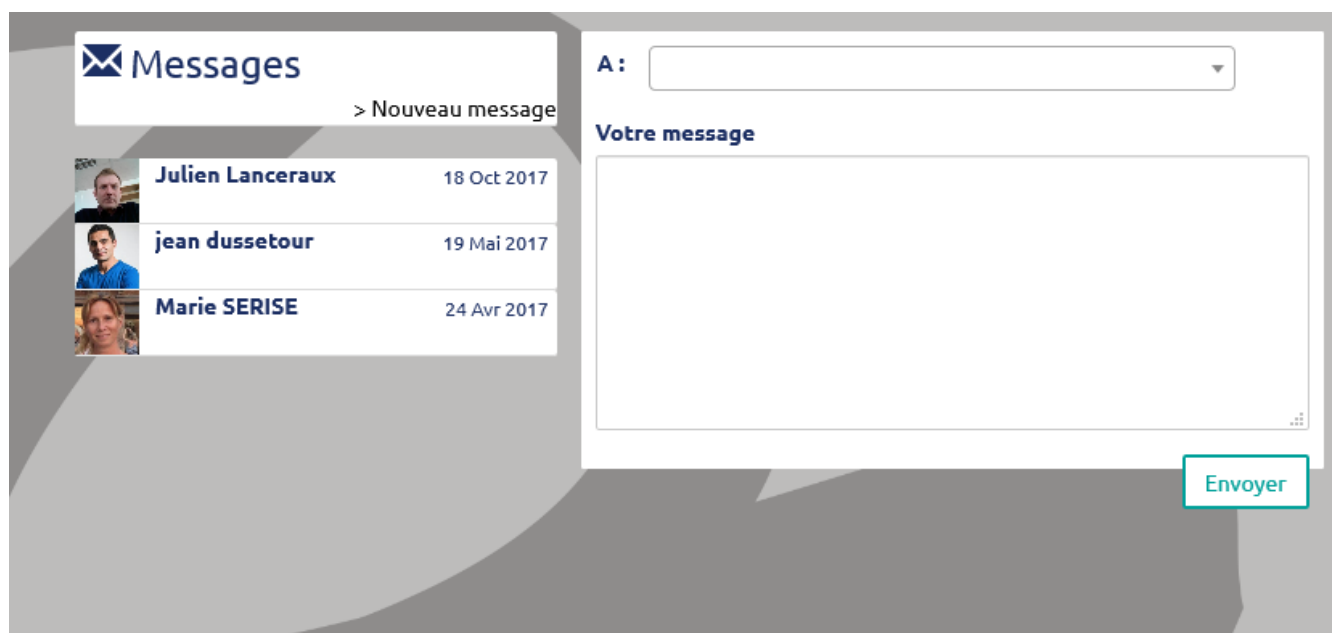 Messages
> Nouveau message
Julien Lanceraux 18 Oct 2017
jean dussetour 19 Mai 2017
Marie SERISE 24 Avr 2017
A :
Votre message
Envoyer